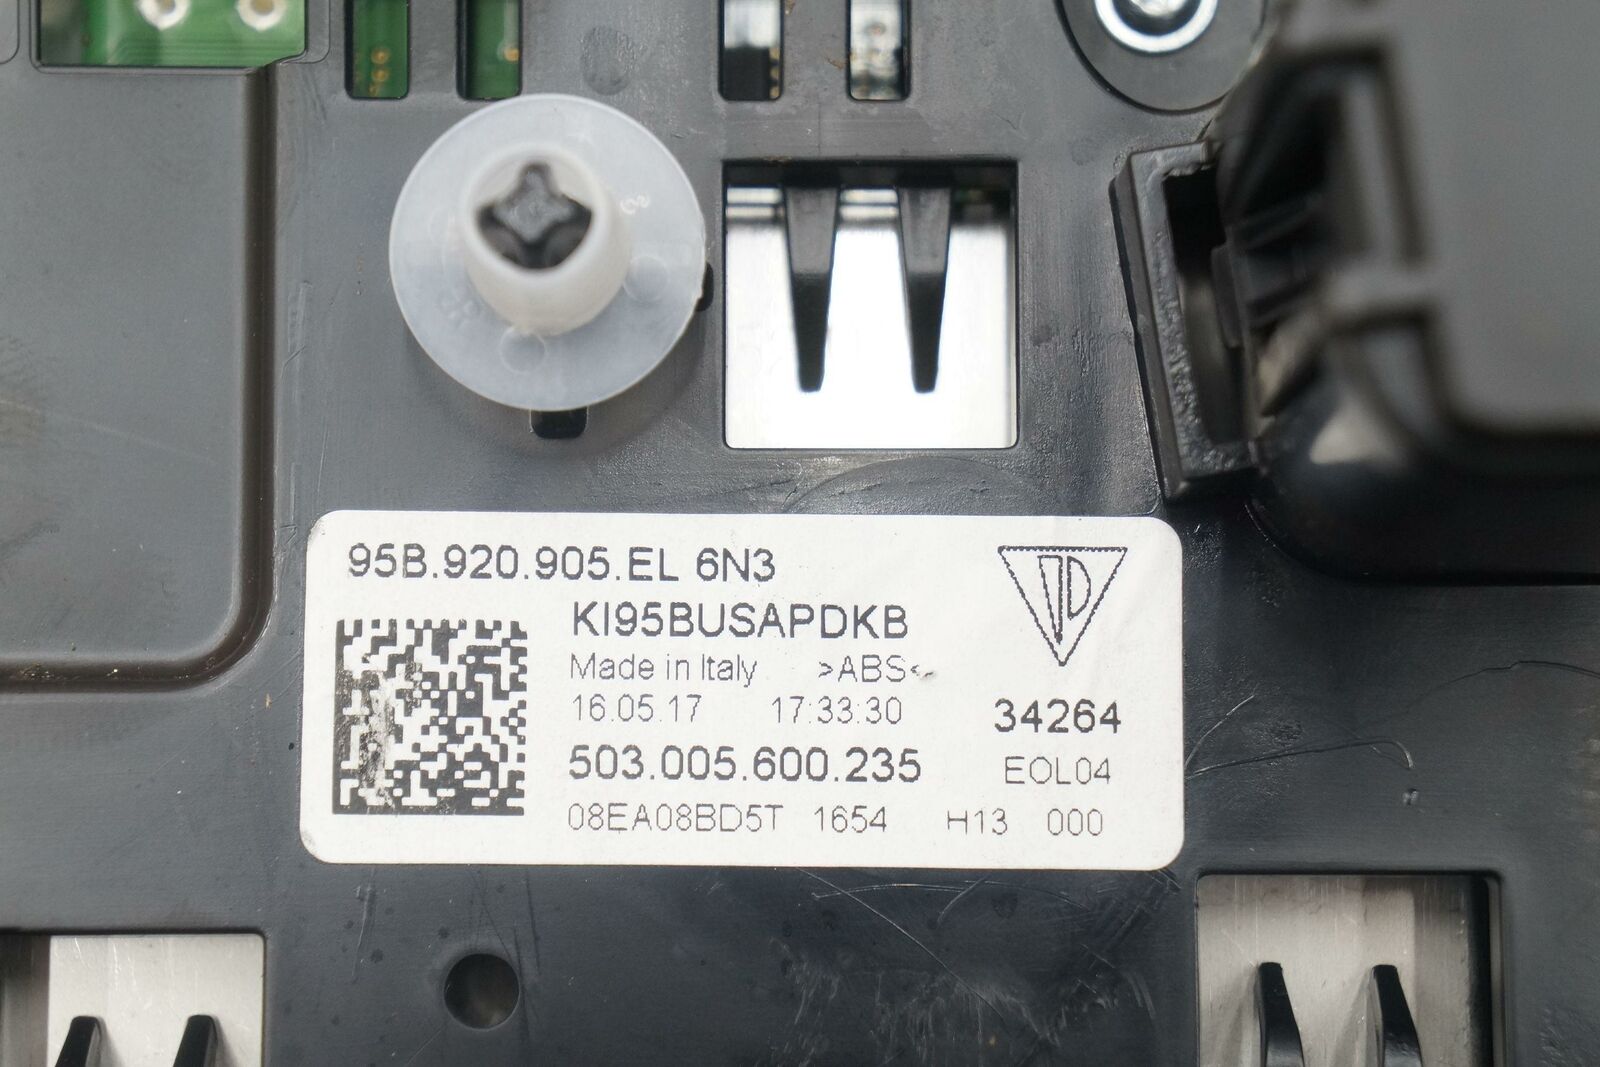 95B.920.905.EL 6N3
KI95BUSAPDKB
Made in Italy >ABS<
16.05.17 17:33:30 34264
503.005.600.235 EOL04
08EA08BD5T 1654 H13 000